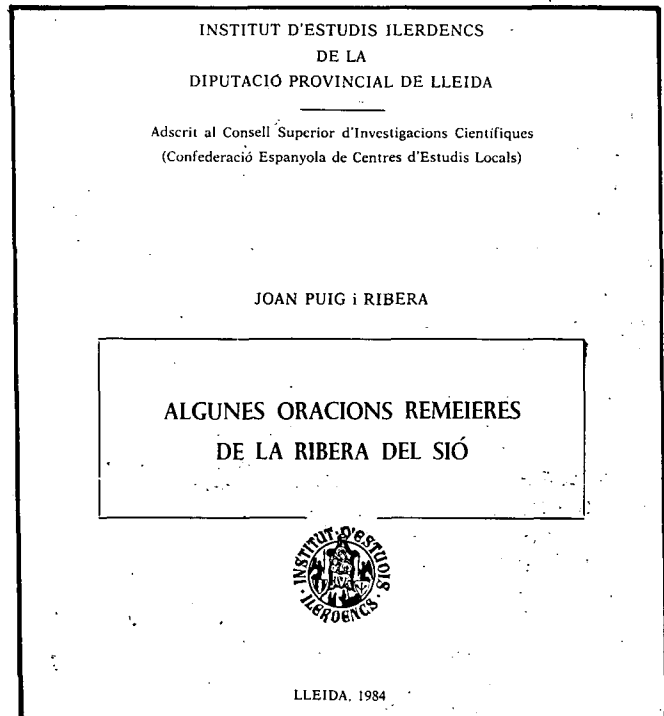 INSTITUT D'ESTUDIS ILERDENCS
DE LA
DIPUTACIÓ PROVINCIAL DE LLEIDA
Adscrit al Consell Superior d'Investigacions Científiques
(Confederació Espanyola de Centres d'Estudis Locals)
JOAN PUIG i RIBERA
ALGUNES ORACIONS REMEIERES
DE LA RIBERA DEL SIÓ
INSTITUT D'ESTUDIS
ILERDENCS
LLEIDA, 1984